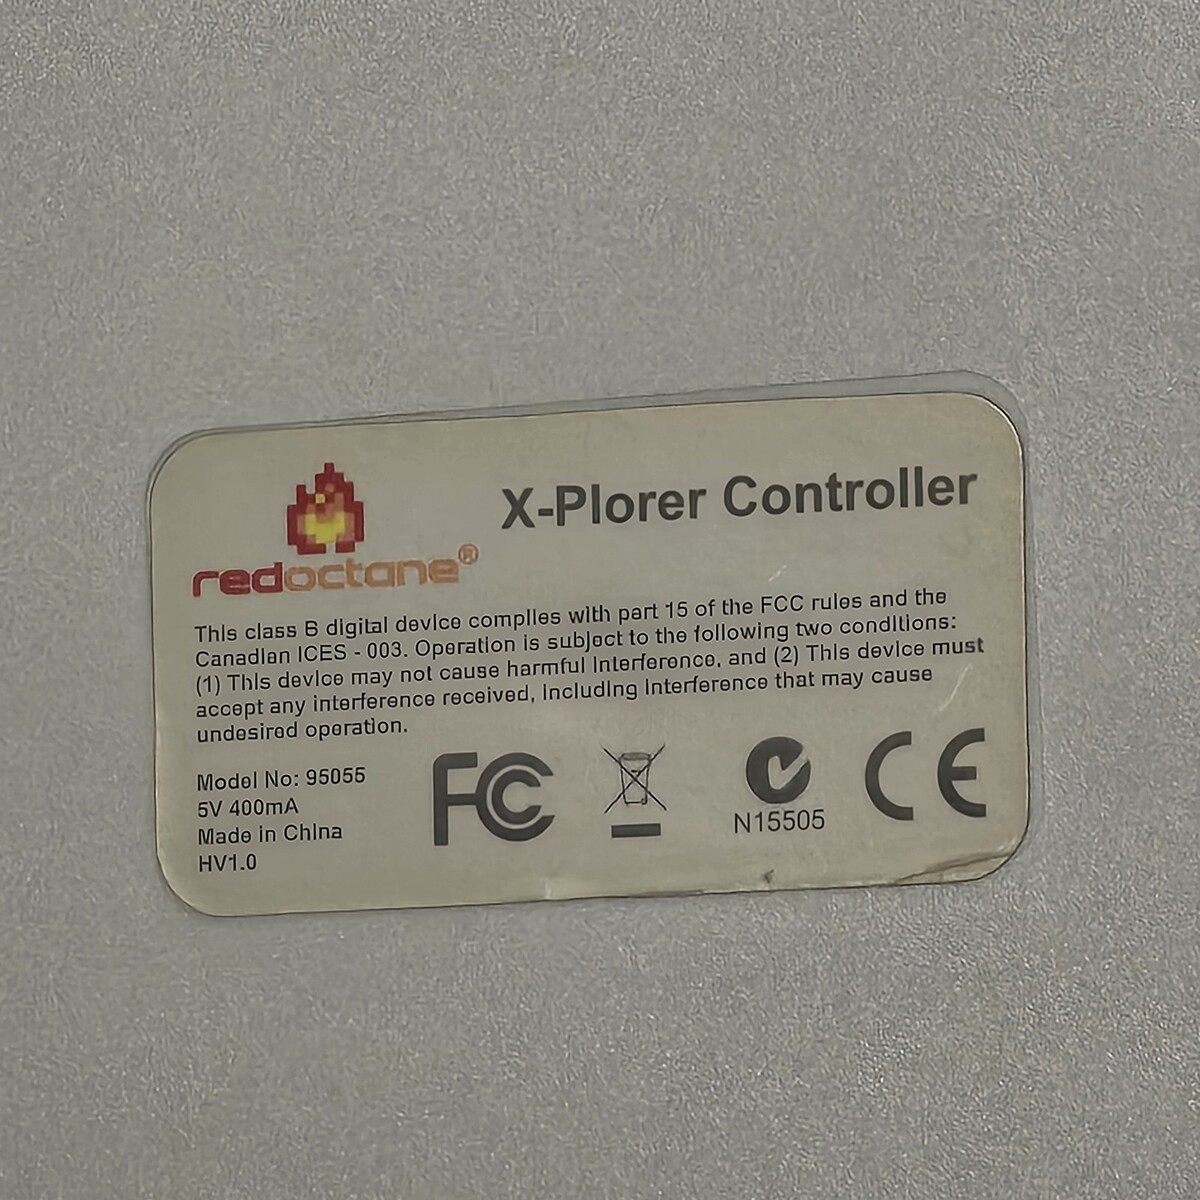 X-Plorer Controller
redoctane®
This class B digital device complies with part 15 of the FCC rules and the
Canadian ICES - 003. Operation is subject to the following two conditions:
(1) This device may not cause harmful interference, and (2) This device must
accept any interference received, including interference that may cause
undesired operation.
Model No: 95055
5V 400mA
Made in China
HV1.0
FC
N15505
CE